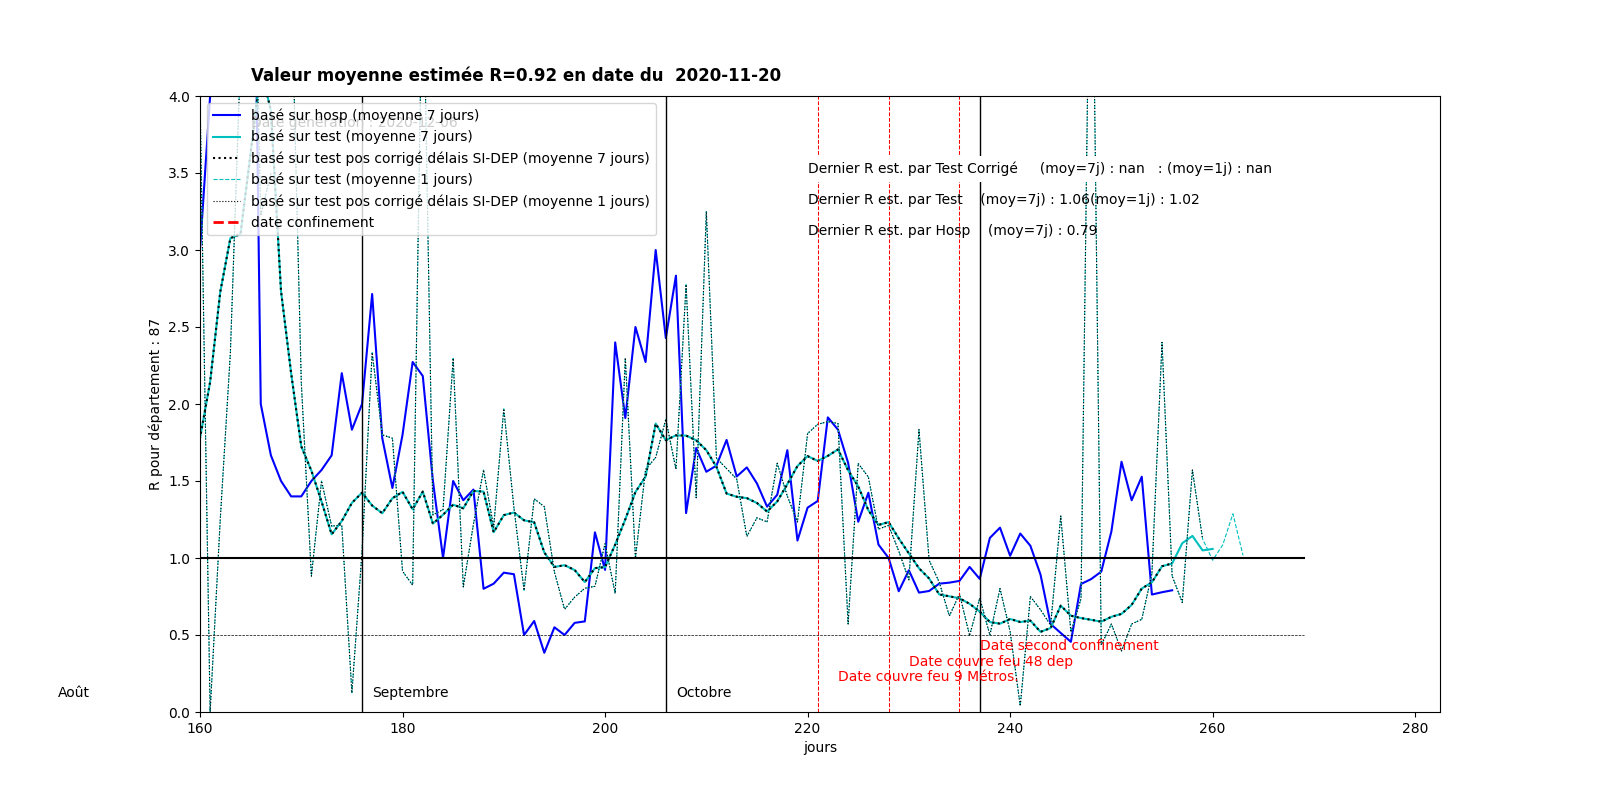 Valeur moyenne estimée R=0.92 en date du  2020-11-20
4.0
3.5
3.0
2.5
2.0
1.5
1.0
0.5
0.0
R pour département : 87
basé sur hosp (moyenne 7 jours)
basé sur test (moyenne 7 jours)
basé sur test pos corrigé délais SI-DEP (moyenne 7 jours)
basé sur test (moyenne 1 jours)
basé sur test pos corrigé délais SI-DEP (moyenne 1 jours)
date confinement
Dernier R est. par Test Corrigé     (moy=7j) : nan   : (moy=1j) : nan
Dernier R est. par Test    (moy=7j) : 1.06(moy=1j) : 1.02
Dernier R est. par Hosp    (moy=7j) : 0.79
Date second confinement
Date couvre feu 48 dep
Date couvre feu 9 Métros
Août
Septembre
Octobre
160 180 200 220 240 260 280
jours